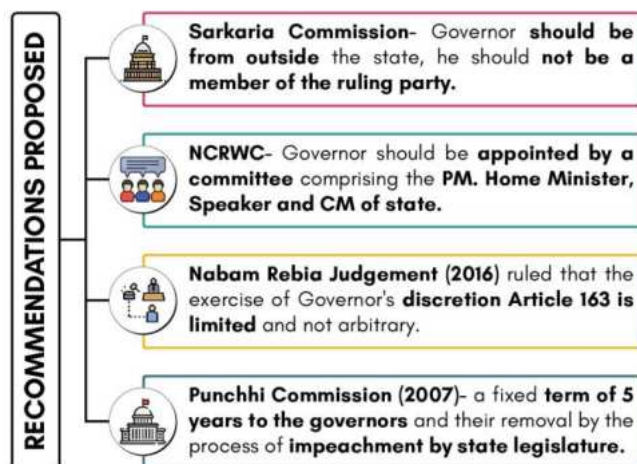 RECOMMENDATIONS PROPOSED
Sarkaria Commission- Governor should be
from outside the state, he should not be a
member of the ruling party.
NCRWC- Governor should be appointed by a
committee comprising the PM. Home Minister,
Speaker and CM of state.
Nabam Rebia Judgement (2016) ruled that the
exercise of Governor's discretion Article 163 is
limited and not arbitrary.
Punchhi Commission (2007)- a fixed term of 5
years to the governors and their removal by the
process of impeachment by state legislature.